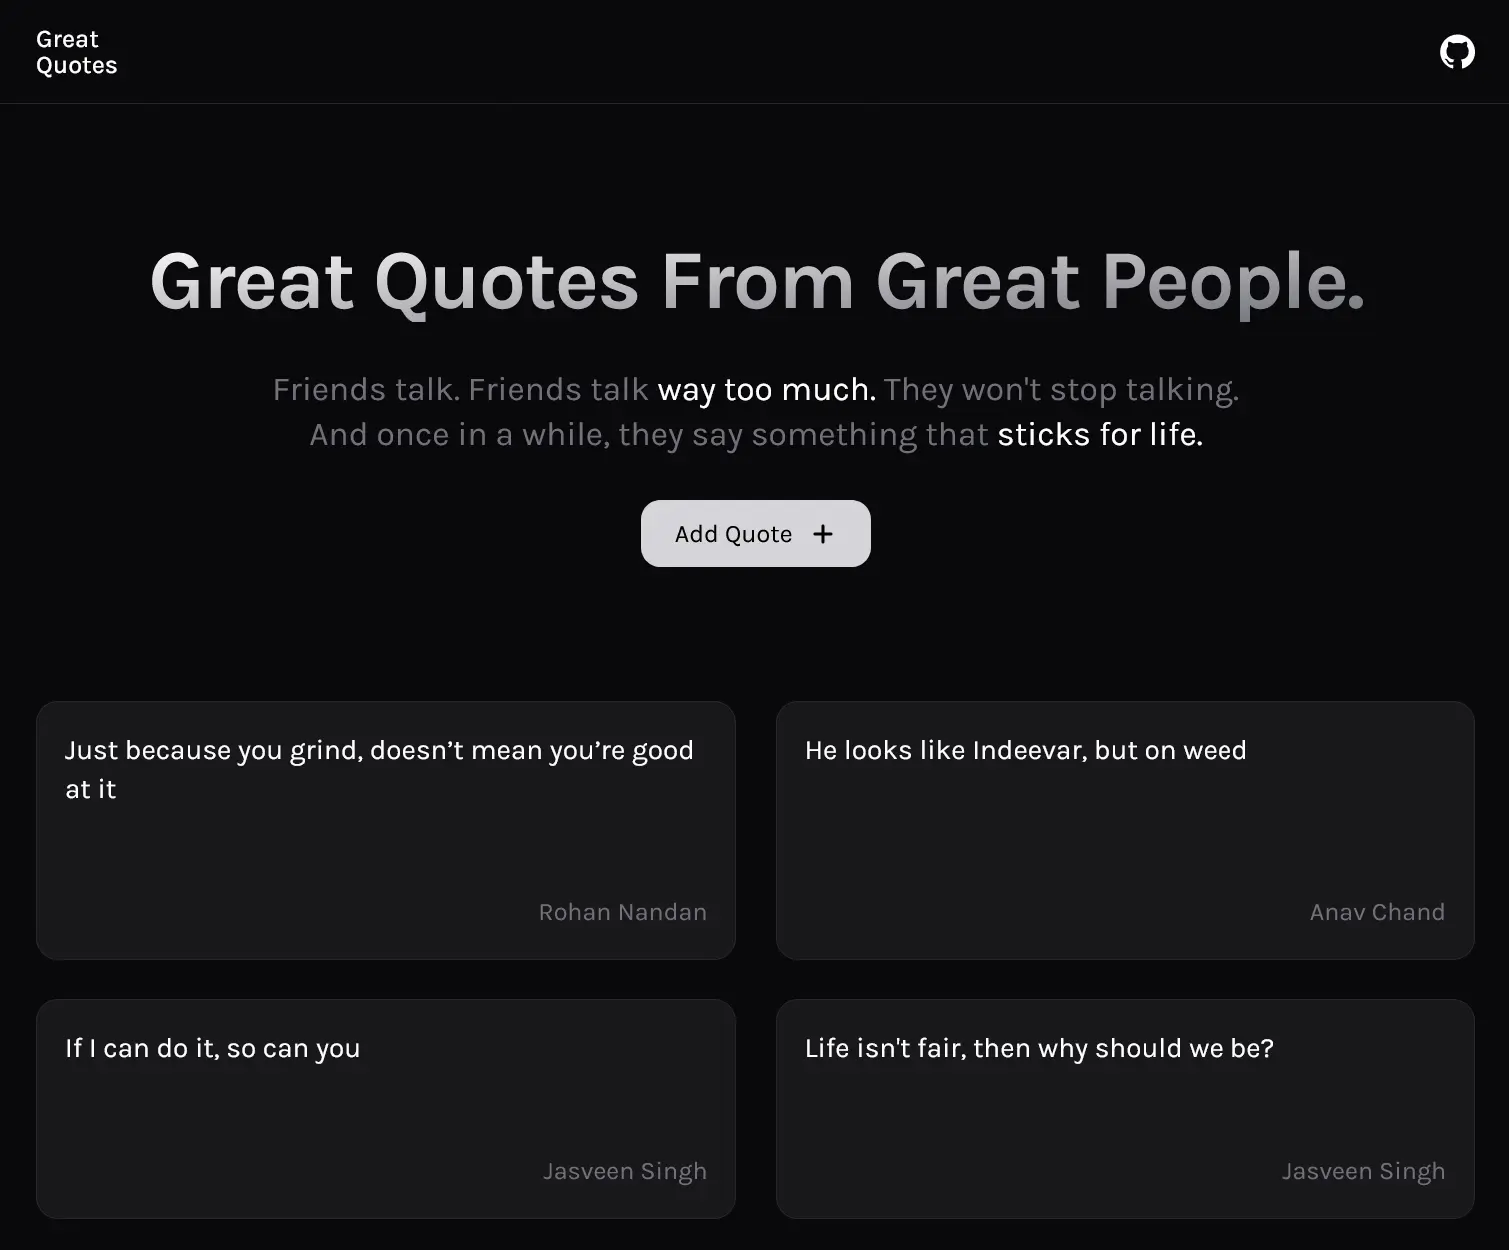 Great
Quotes
Great Quotes From Great People.
Friends talk. Friends talk way too much. They won't stop talking.
And once in a while, they say something that sticks for life.
Add Quote +
Just because you grind, doesn’t mean you’re good
at it
Rohan Nandan
He looks like Indeevar, but on weed
Anav Chand
If I can do it, so can you
Jasveen Singh
Life isn't fair, then why should we be?
Jasveen Singh